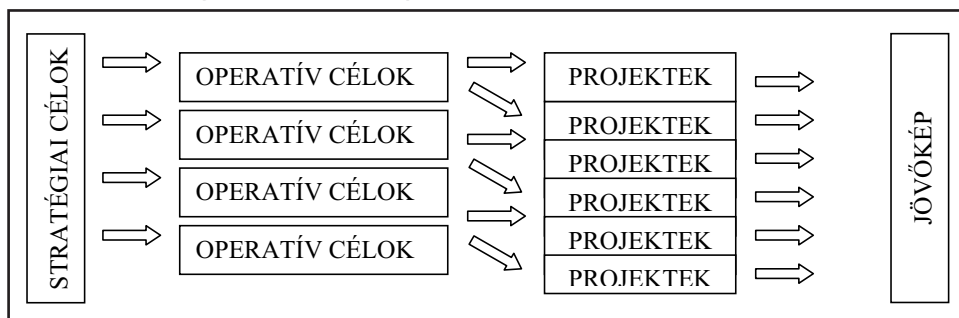 STRATÉGIAI CÉLOK
OPERATÍV CÉLOK
OPERATÍV CÉLOK
OPERATÍV CÉLOK
OPERATÍV CÉLOK
PROJEKTEK
PROJEKTEK
PROJEKTEK
PROJEKTEK
PROJEKTEK
PROJEKTEK
JÖVŐKÉP